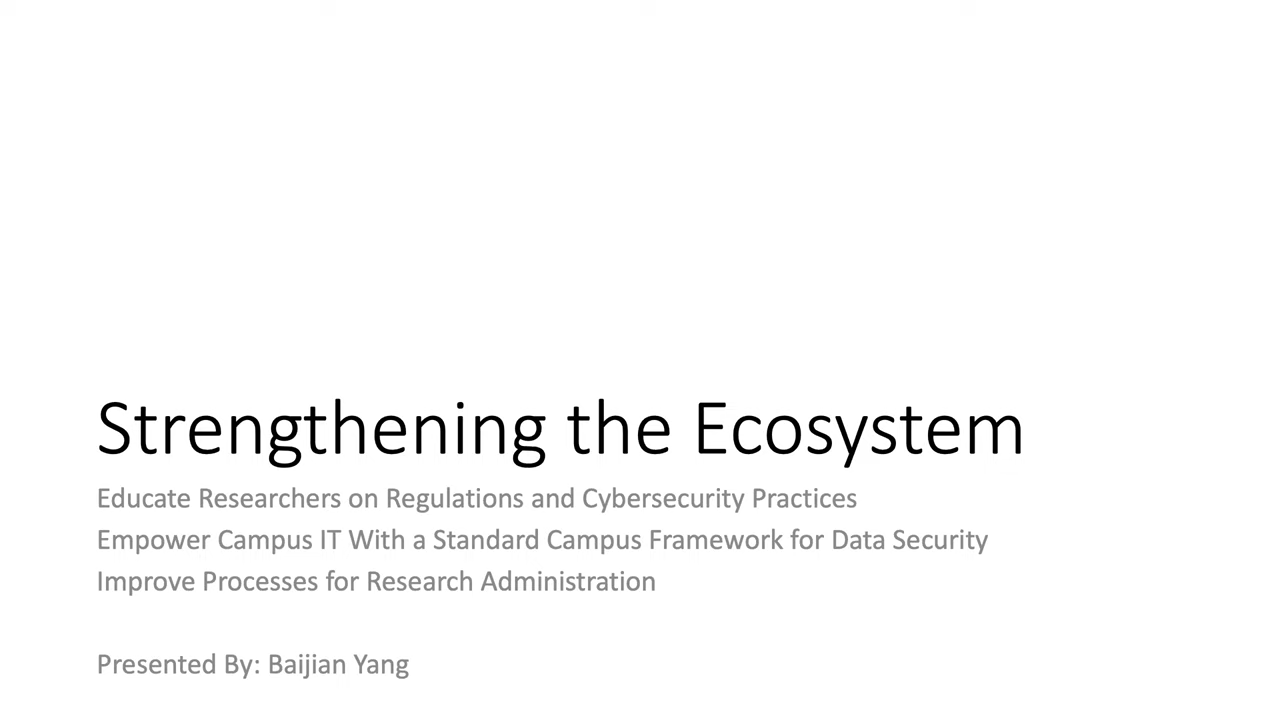 Strengthening the Ecosystem
Educate Researchers on Regulations and Cybersecurity Practices
Empower Campus IT With a Standard Campus Framework for Data Security
Improve Processes for Research Administration
Presented By: Baijian Yang